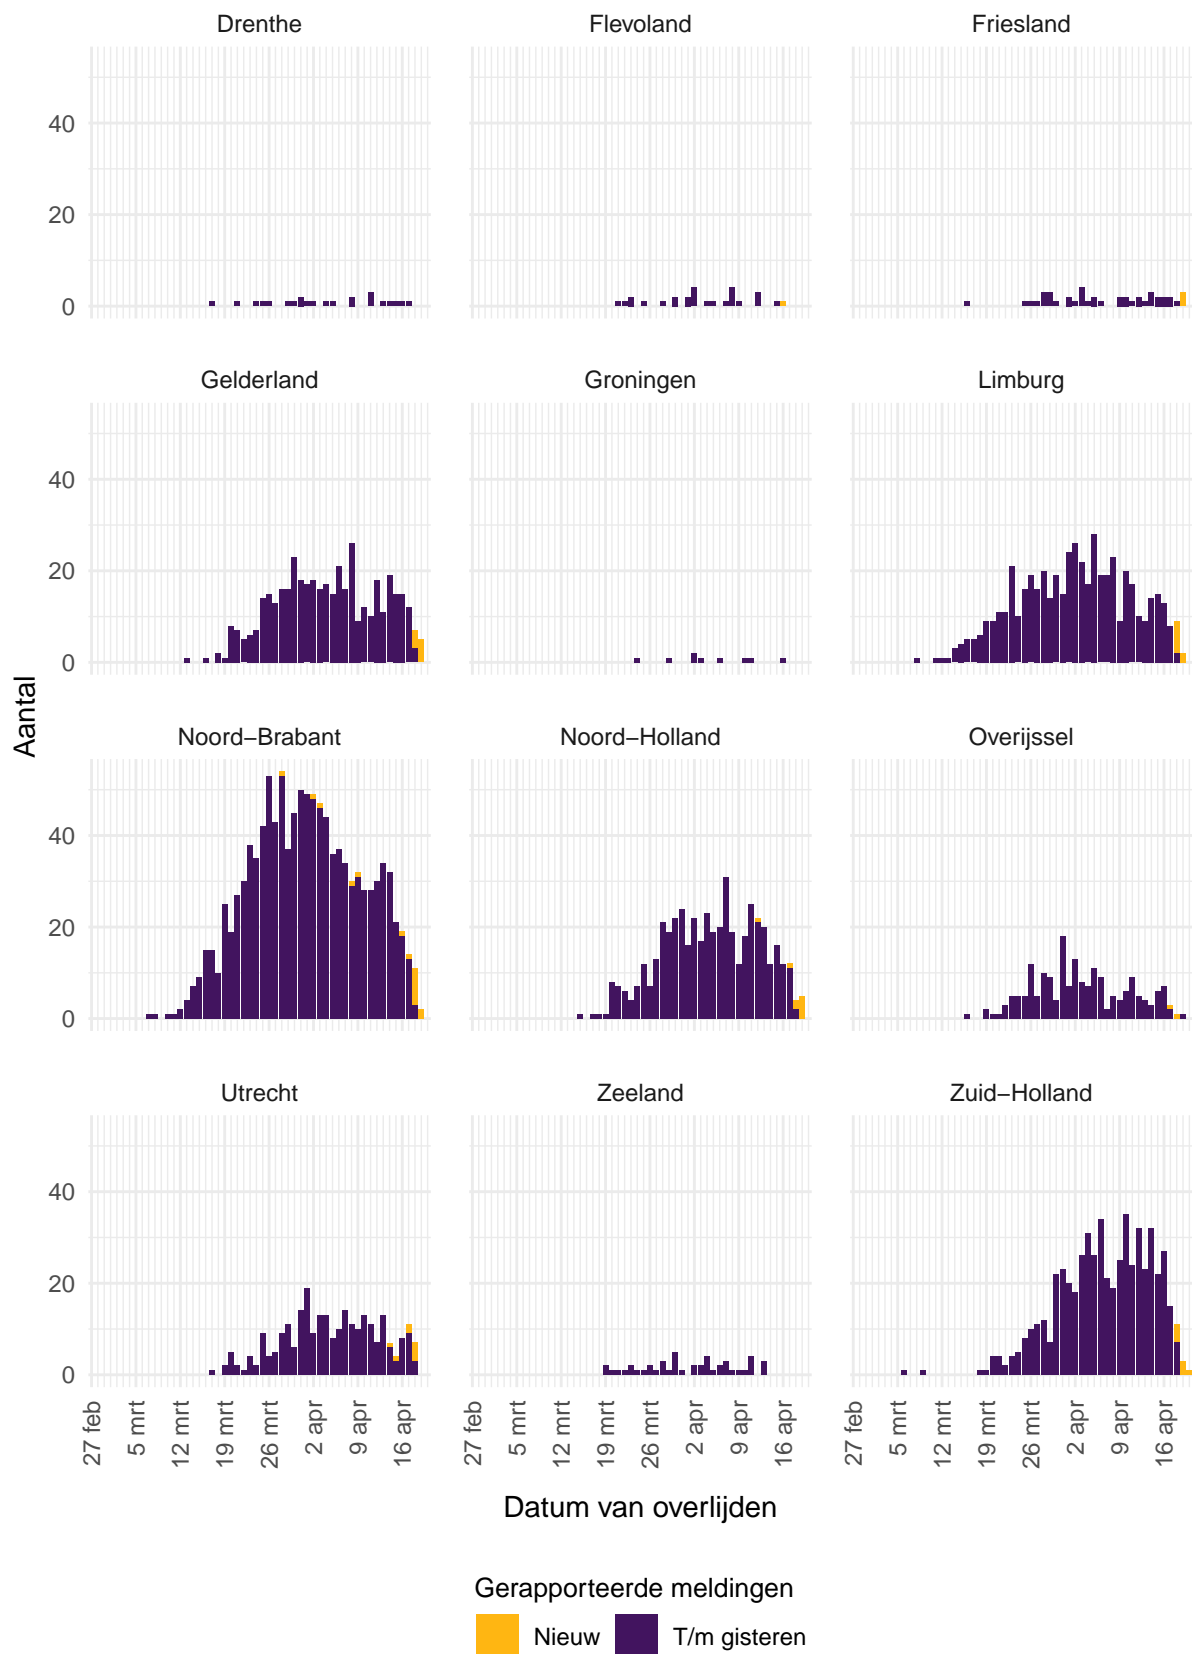 Drenthe Flevoland Friesland
40
20
0
Gelderland Groningen Limburg
40
20
0
Aantal
Noord−Brabant Noord−Holland Overijssel
40
20
0
Utrecht Zeeland Zuid−Holland
40
20
0
27 feb 5 mrt 12 mrt 19 mrt 26 mrt 2 apr 9 apr 16 apr 27 feb 5 mrt 12 mrt 19 mrt 26 mrt 2 apr 9 apr 16 apr 27 feb 5 mrt 12 mrt 19 mrt 26 mrt 2 apr 9 apr 16 apr
Datum van overlijden
Gerapporteerde meldingen
Nieuw T/m gisteren